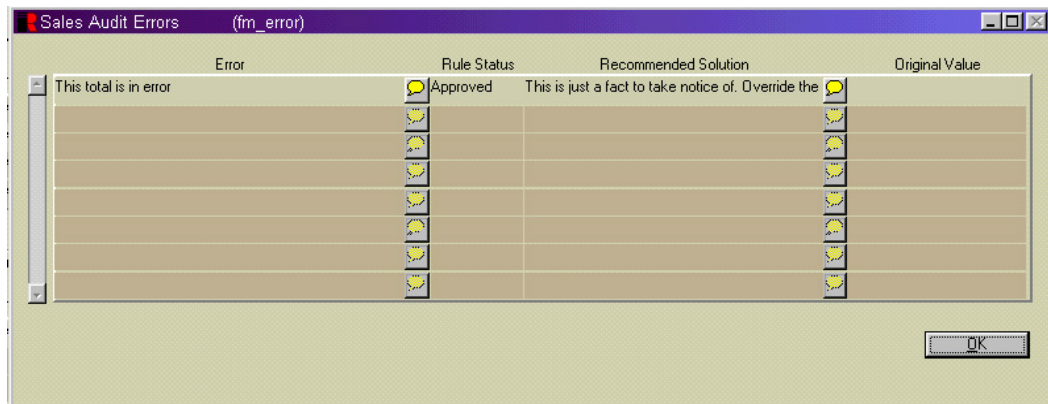 Sales Audit Errors (fm_error)
Error Rule Status Recommended Solution Original Value
This total is in error Approved This is just a fact to take notice of. Override the
OK